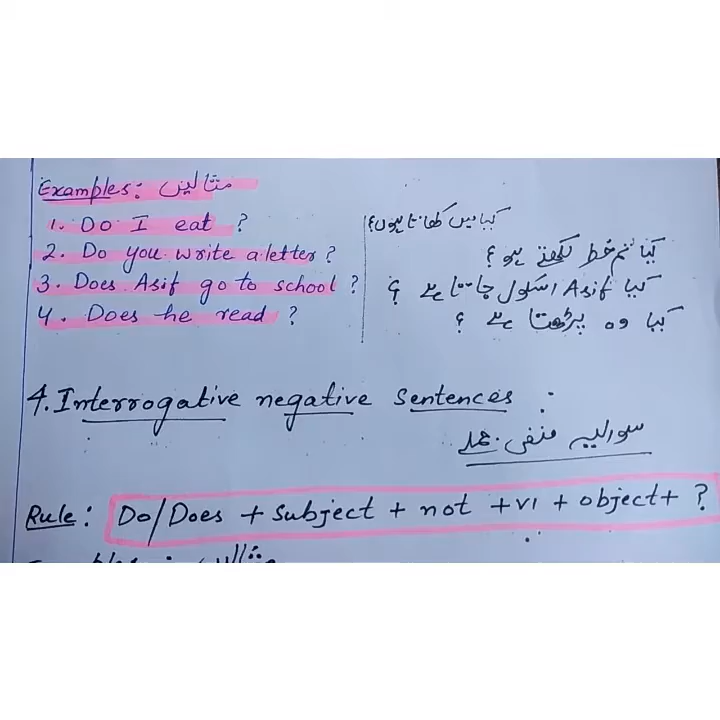 Examples: مثالیں
1. Do I eat ? کیا میں کھاتا ہوں؟
2. Do you write a letter ? کیا تم خط لکھتے ہو ؟
3. Does Asif go to school ? کیا Asif اسکول جاتا ہے ؟
4. Does he read ? کیا وہ پڑھتا ہے ؟
4. Interrogative negative sentences :
سوالیہ منفی جملے
Rule: Do/Does + Subject + not + v1 + object + ?
مثالیں